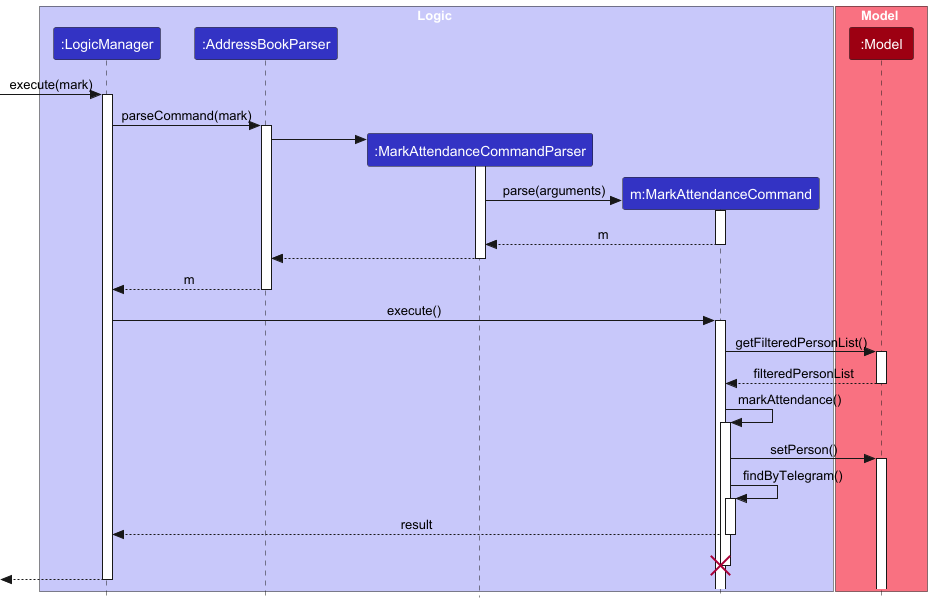 Logic
Model
:LogicManager
:AddressBookParser
:Model
execute(mark)
parseCommand(mark)
:MarkAttendanceCommandParser
parse(arguments)
m:MarkAttendanceCommand
m
m
execute()
getFilteredPersonList()
filteredPersonList
markAttendance()
setPerson()
findByTelegram()
result